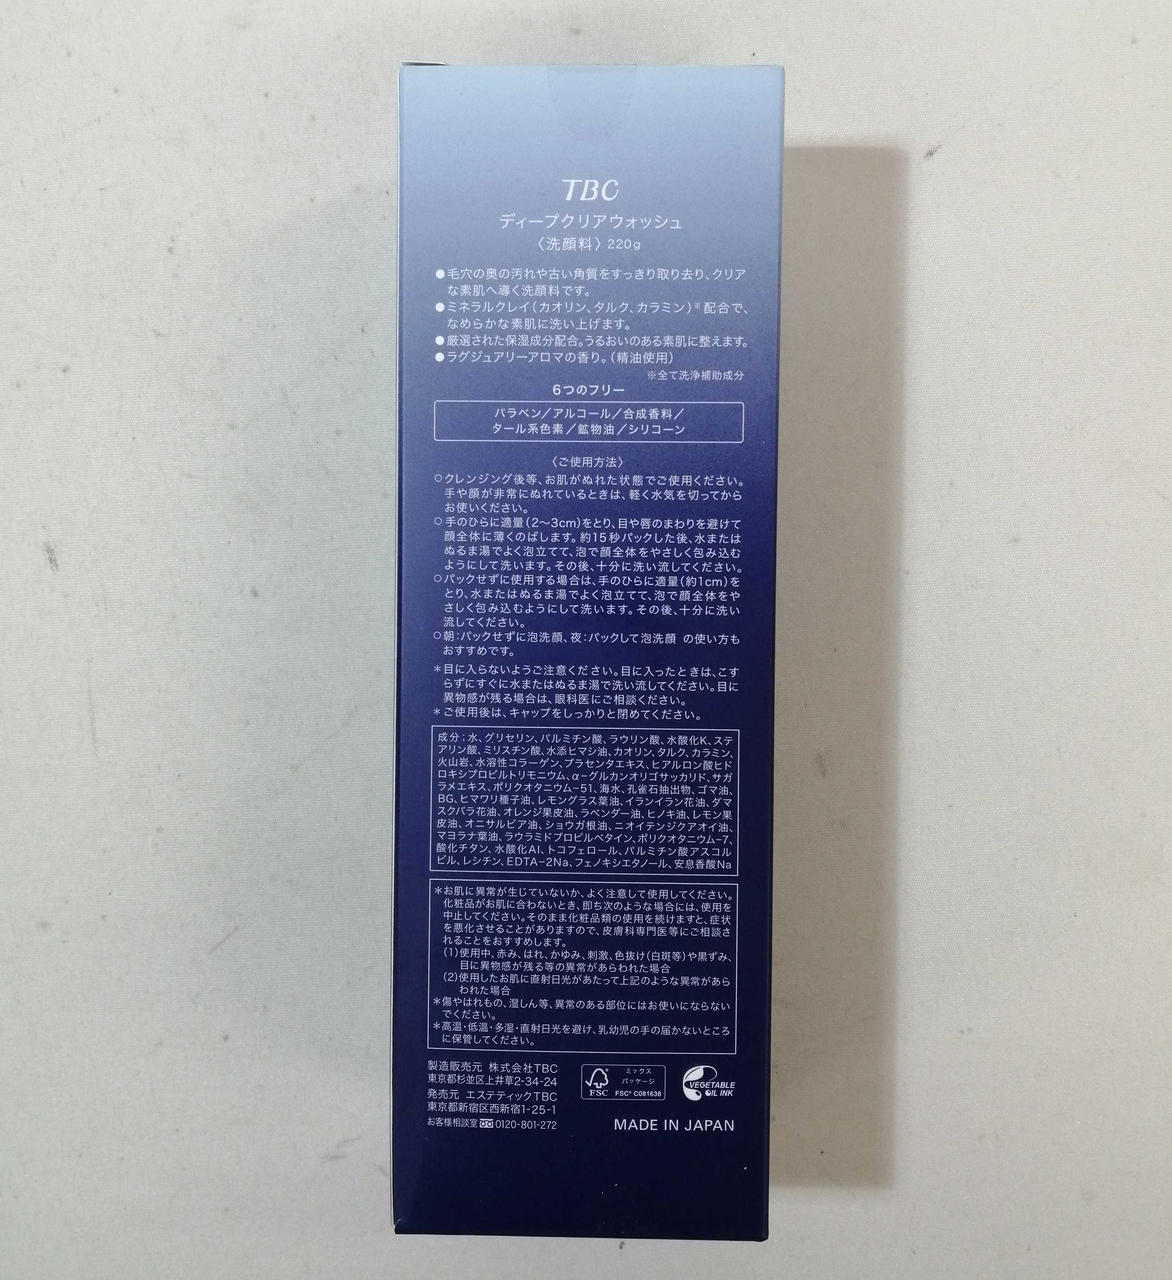 TBC
ディープクリアウォッシュ
〈洗顔料〉220g
●毛穴の奥の汚れや古い角質をすっきり取り去り、クリア
な素肌へ導く洗顔料です。
●ミネラルクレイ(カオリン、タルク、カラミン)※配合で、
なめらかな素肌に洗い上げます。
●厳選された保湿成分配合。うるおいのある素肌に整えます。
●ラグジュアリーアロマの香り。(精油使用)
※全て洗浄補助成分
6つのフリー
パラベン/アルコール/合成香料/
タール系色素/鉱物油/シリコーン
〈ご使用方法〉
○クレンジング後等、お肌がぬれた状態でご使用ください。
手や顔が非常にぬれているときは、軽く水気を切ってから
お使いください。
○手のひらに適量(2〜3cm)をとり、目や唇のまわりを避けて
顔全体に薄くのばします。約15秒パックした後、水または
ぬるま湯でよく泡立てて、泡で顔全体をやさしく包み込む
ようにして洗います。その後、十分に洗い流してください。
○パックせずに使用する場合は、手のひらに適量(約1cm)を
とり、水またはぬるま湯でよく泡立てて、泡で顔全体をや
さしく包み込むようにして洗います。その後、十分に洗い
流してください。
○朝:パックせずに泡洗顔、夜:パックして泡洗顔 の使い方も
おすすめです。
*目に入らないようご注意ください。目に入ったときは、こす
らずにすぐに水またはぬるま湯で洗い流してください。目に
異物感が残る場合は、眼科医にご相談ください。
*ご使用後は、キャップをしっかりと閉めてください。
成分:水、グリセリン、パルミチン酸、ラウリン酸、水酸化K、ステ
アリン酸、ミリスチン酸、水添ヒマシ油、カオリン、タルク、カラミン、
火山岩、水溶性コラーゲン、プラセンタエキス、ヒアルロン酸ヒド
ロキシプロピルトリモニウム、α-グルカンオリゴサッカリド、サガ
ラメエキス、ポリクオタニウム-51、海水、孔雀石抽出物、ゴマ油、
BG、ヒマワリ種子油、レモングラス葉油、イランイラン花油、ダマ
スクバラ花油、オレンジ果皮油、ラベンダー油、ヒノキ油、レモン果
皮油、オニサルビア油、ショウガ根油、ニオイテンジクアオイ油、
マヨラナ葉油、ラウラミドプロピルベタイン、ポリクオタニウム-7、
酸化チタン、水酸化Al、トコフェロール、パルミチン酸アスコル
ビル、レシチン、EDTA-2Na、フェノキシエタノール、安息香酸Na
*お肌に異常が生じていないか、よく注意して使用してください。
化粧品がお肌に合わないとき、即ち次のような場合には、使用を
中止してください。そのまま化粧品類の使用を続けますと、症状
を悪化させることがありますので、皮膚科専門医等にご相談さ
れることをおすすめします。
(1)使用中、赤み、はれ、かゆみ、刺激、色抜け(白斑等)や黒ずみ、
目に異物感が残る等の異常があらわれた場合
(2)使用したお肌に直射日光があたって上記のような異常があら
われた場合
*傷やはれもの、湿しん等、異常のある部位にはお使いにならない
でください。
*高温・低温・多湿・直射日光を避け、乳幼児の手の届かないところ
に保管してください。
製造販売元 株式会社TBC
東京都杉並区上井草2-34-24
発売元 エステティックTBC
東京都新宿区西新宿1-25-1
お客様相談室 0120-801-272
FSC
ミックス
パッケージ
FSC® C081638
VEGETABLE
OIL INK
MADE IN JAPAN